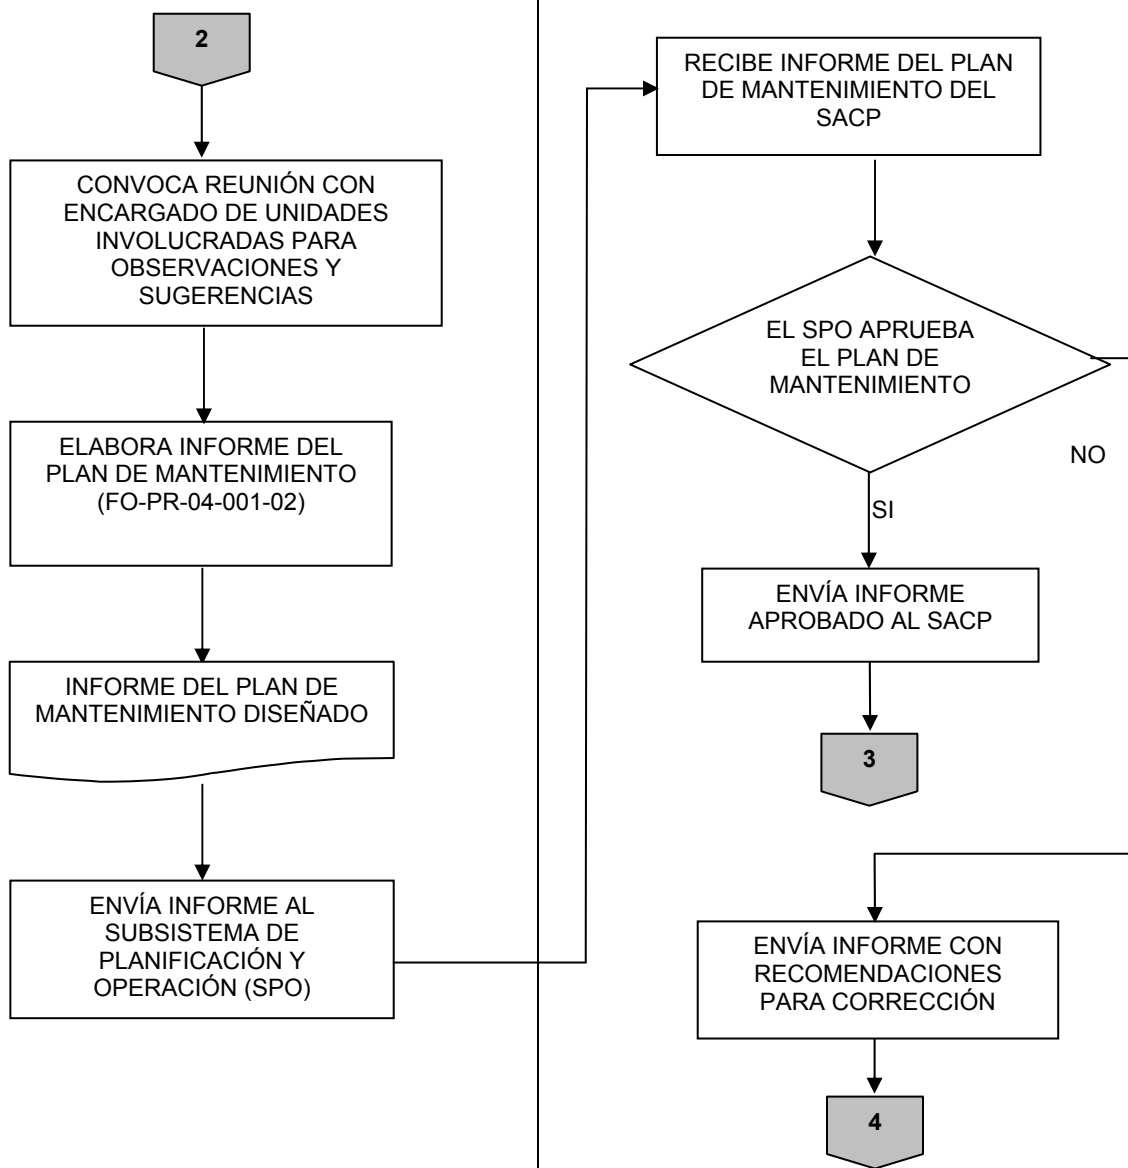 2
CONVOCA REUNIÓN CON
ENCARGADO DE UNIDADES
INVOLUCRADAS PARA
OBSERVACIONES Y
SUGERENCIAS
ELABORA INFORME DEL
PLAN DE MANTENIMIENTO
(FO-PR-04-001-02)
INFORME DEL PLAN DE
MANTENIMIENTO DISEÑADO
ENVÍA INFORME AL
SUBSISTEMA DE
PLANIFICACIÓN Y
OPERACIÓN (SPO)
RECIBE INFORME DEL PLAN
DE MANTENIMIENTO DEL
SACP
EL SPO APRUEBA
EL PLAN DE
MANTENIMIENTO
NO
SI
ENVÍA INFORME
APROBADO AL SACP
3
ENVÍA INFORME CON
RECOMENDACIONES
PARA CORRECCIÓN
4